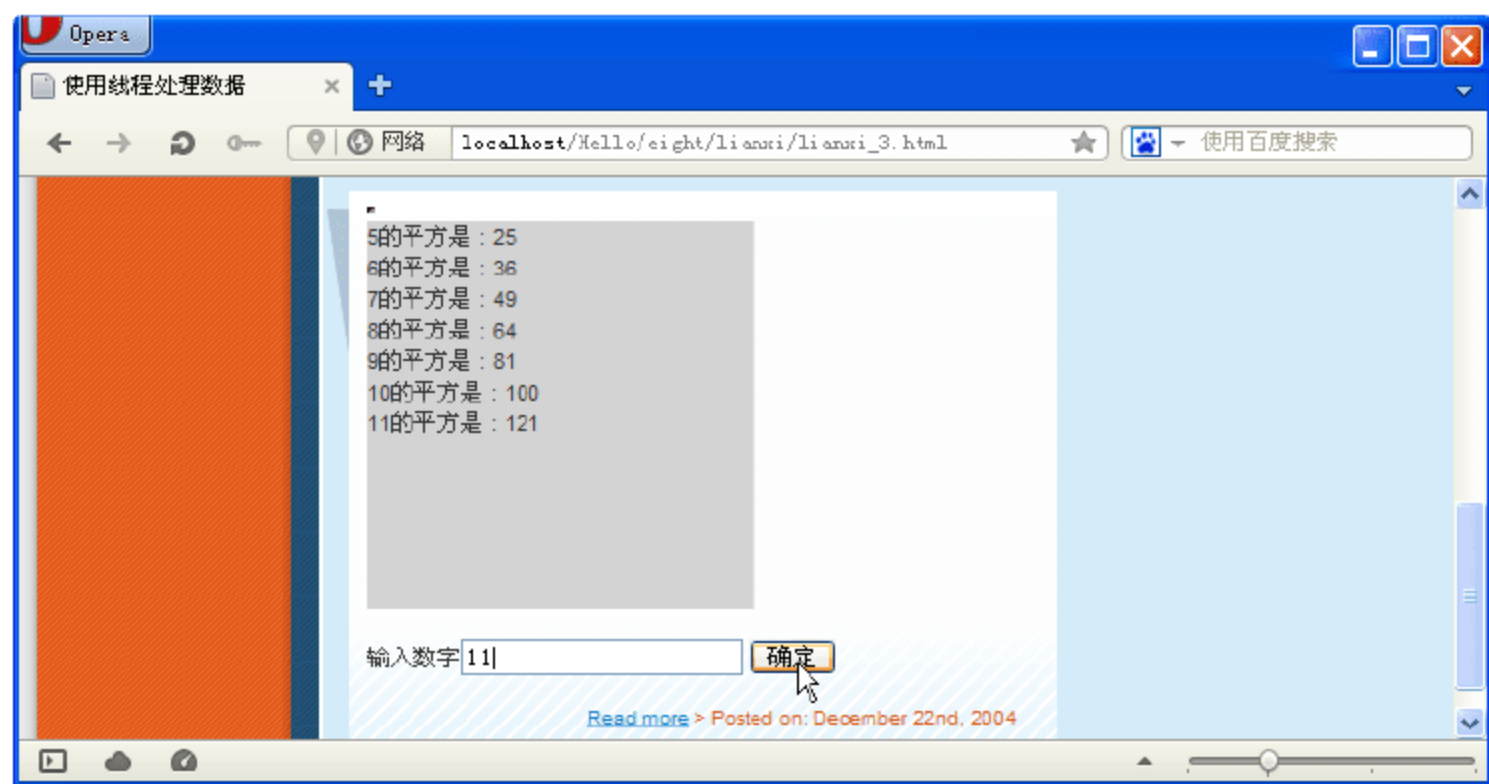 Opera
使用线程处理数据
网络 localhost/Hello/eight/lianxi/lianxi_3.html 使用百度搜索
5的平方是：25
6的平方是：36
7的平方是：49
8的平方是：64
9的平方是：81
10的平方是：100
11的平方是：121
输入数字 11 确定
Read more > Posted on: December 22nd, 2004